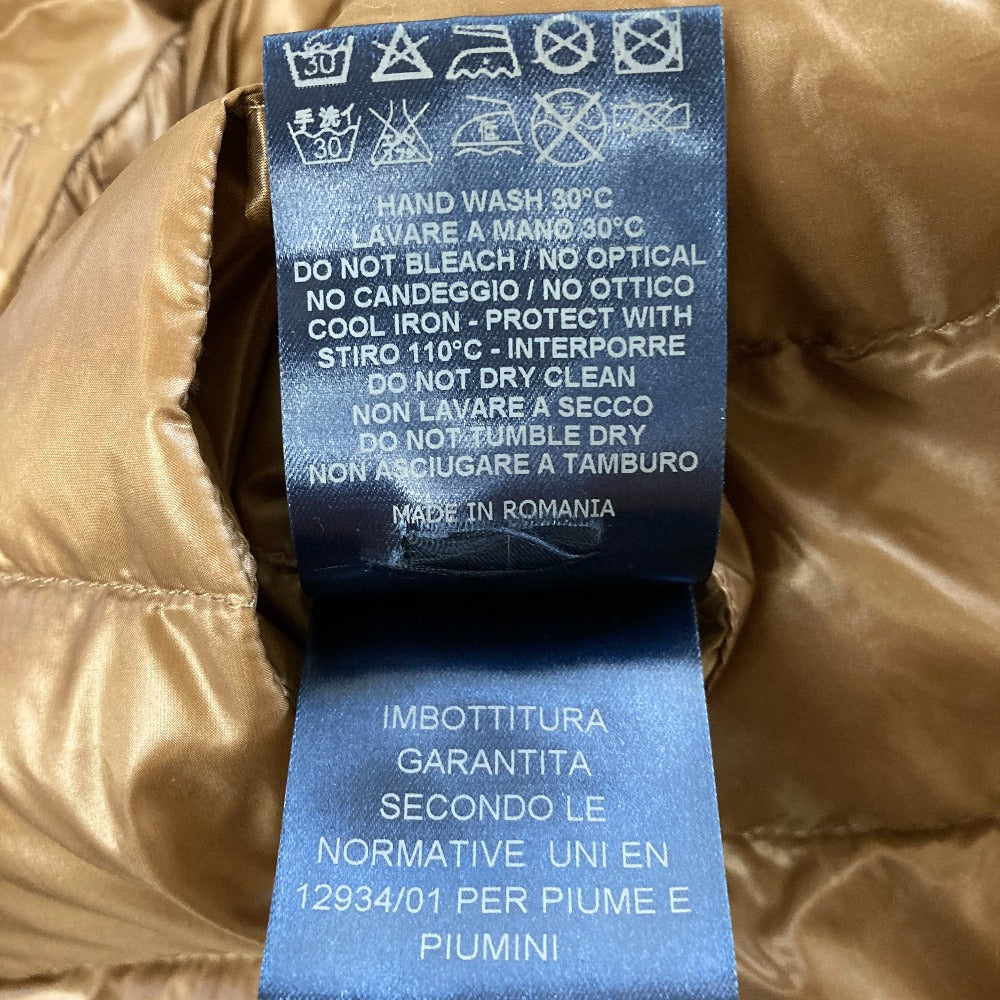 30
手洗イ
30
HAND WASH 30°C
LAVARE A MANO 30°C
DO NOT BLEACH / NO OPTICAL
NO CANDEGGIO / NO OTTICO
COOL IRON - PROTECT WITH
STIRO 110°C - INTERPORRE
DO NOT DRY CLEAN
NON LAVARE A SECCO
DO NOT TUMBLE DRY
NON ASCIUGARE A TAMBURO
MADE IN ROMANIA
IMBOTTITURA
GARANTITA
SECONDO LE
NORMATIVE UNI EN
12934/01 PER PIUME E
PIUMINI